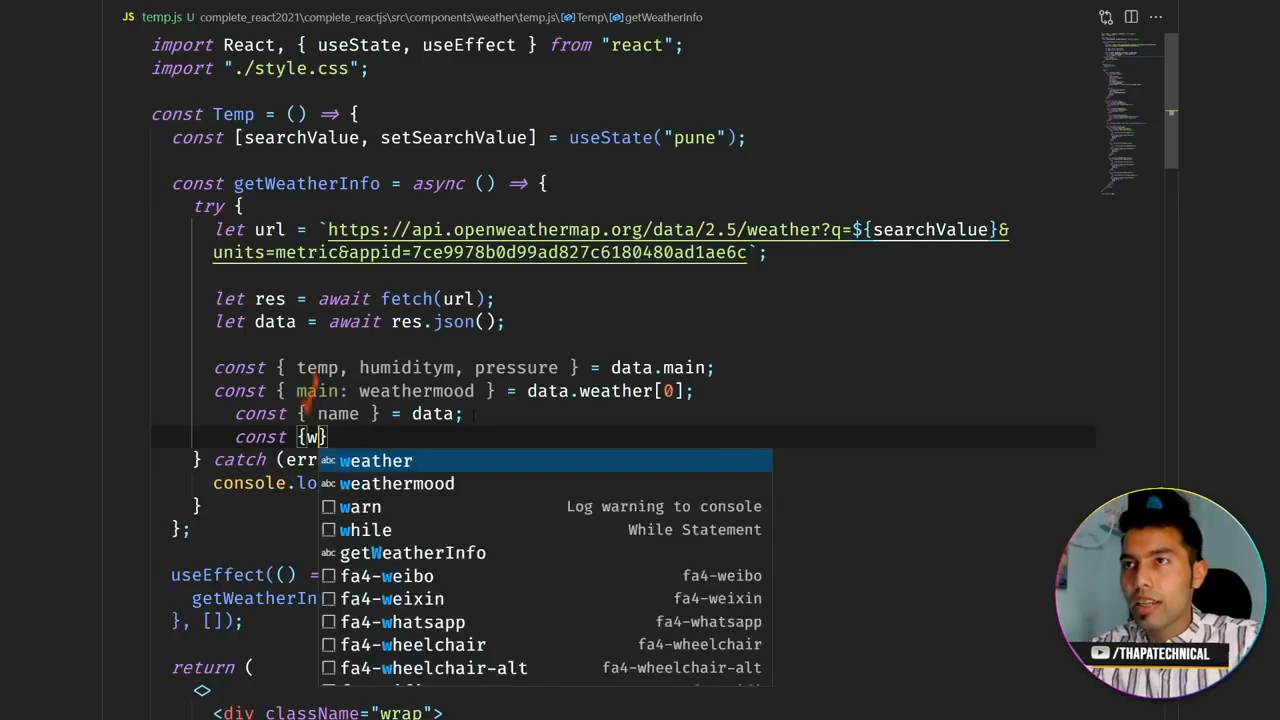 JS temp.js U complete_react2021\complete_reactjs\src\components\weather\temp.js\Temp\getWeatherInfo
import React, { useState, useEffect } from "react";
import "./style.css";
const Temp = () => {
const [searchValue, setSearchValue] = useState("pune");
const getWeatherInfo = async () => {
try {
let url = `https://api.openweathermap.org/data/2.5/weather?q=${searchValue}&
units=metric&appid=7ce9978b0d99ad827c6180480ad1ae6c`;
let res = await fetch(url);
let data = await res.json();
const { temp, humiditym, pressure } = data.main;
const { main: weathermood } = data.weather[0];
const { name } = data;
const {w}
} catch (err
abc weather
console.lo
abc weathermood
}
warn Log warning to console
};
while While Statement
abc getWeatherInfo
useEffect(() =
fa4-weibo fa4-weibo
getWeatherIn
fa4-weixin fa4-weixin
}, []);
fa4-whatsapp fa4-whatsapp
fa4-wheelchair fa4-wheelchair
return (
fa4-wheelchair-alt fa4-wheelchair-alt
<>
<div className="wrap">
/THAPATECHNICAL